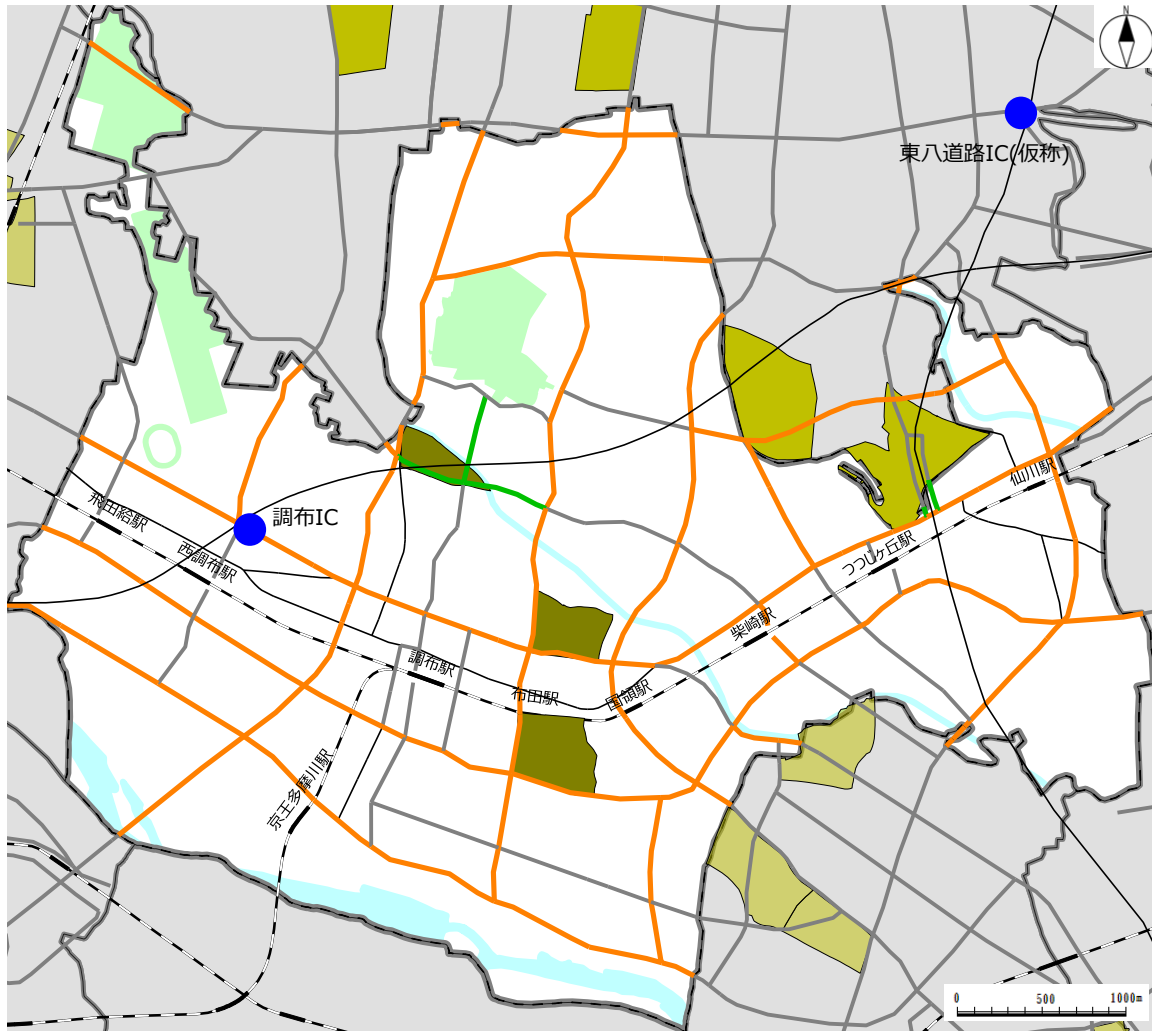 N
東八道路IC(仮称)
仙川駅
飛田給駅
調布IC
つつじヶ丘駅
西調布駅
柴崎駅
調布駅
布田駅
国領駅
京王多摩川駅
0 500 1000m